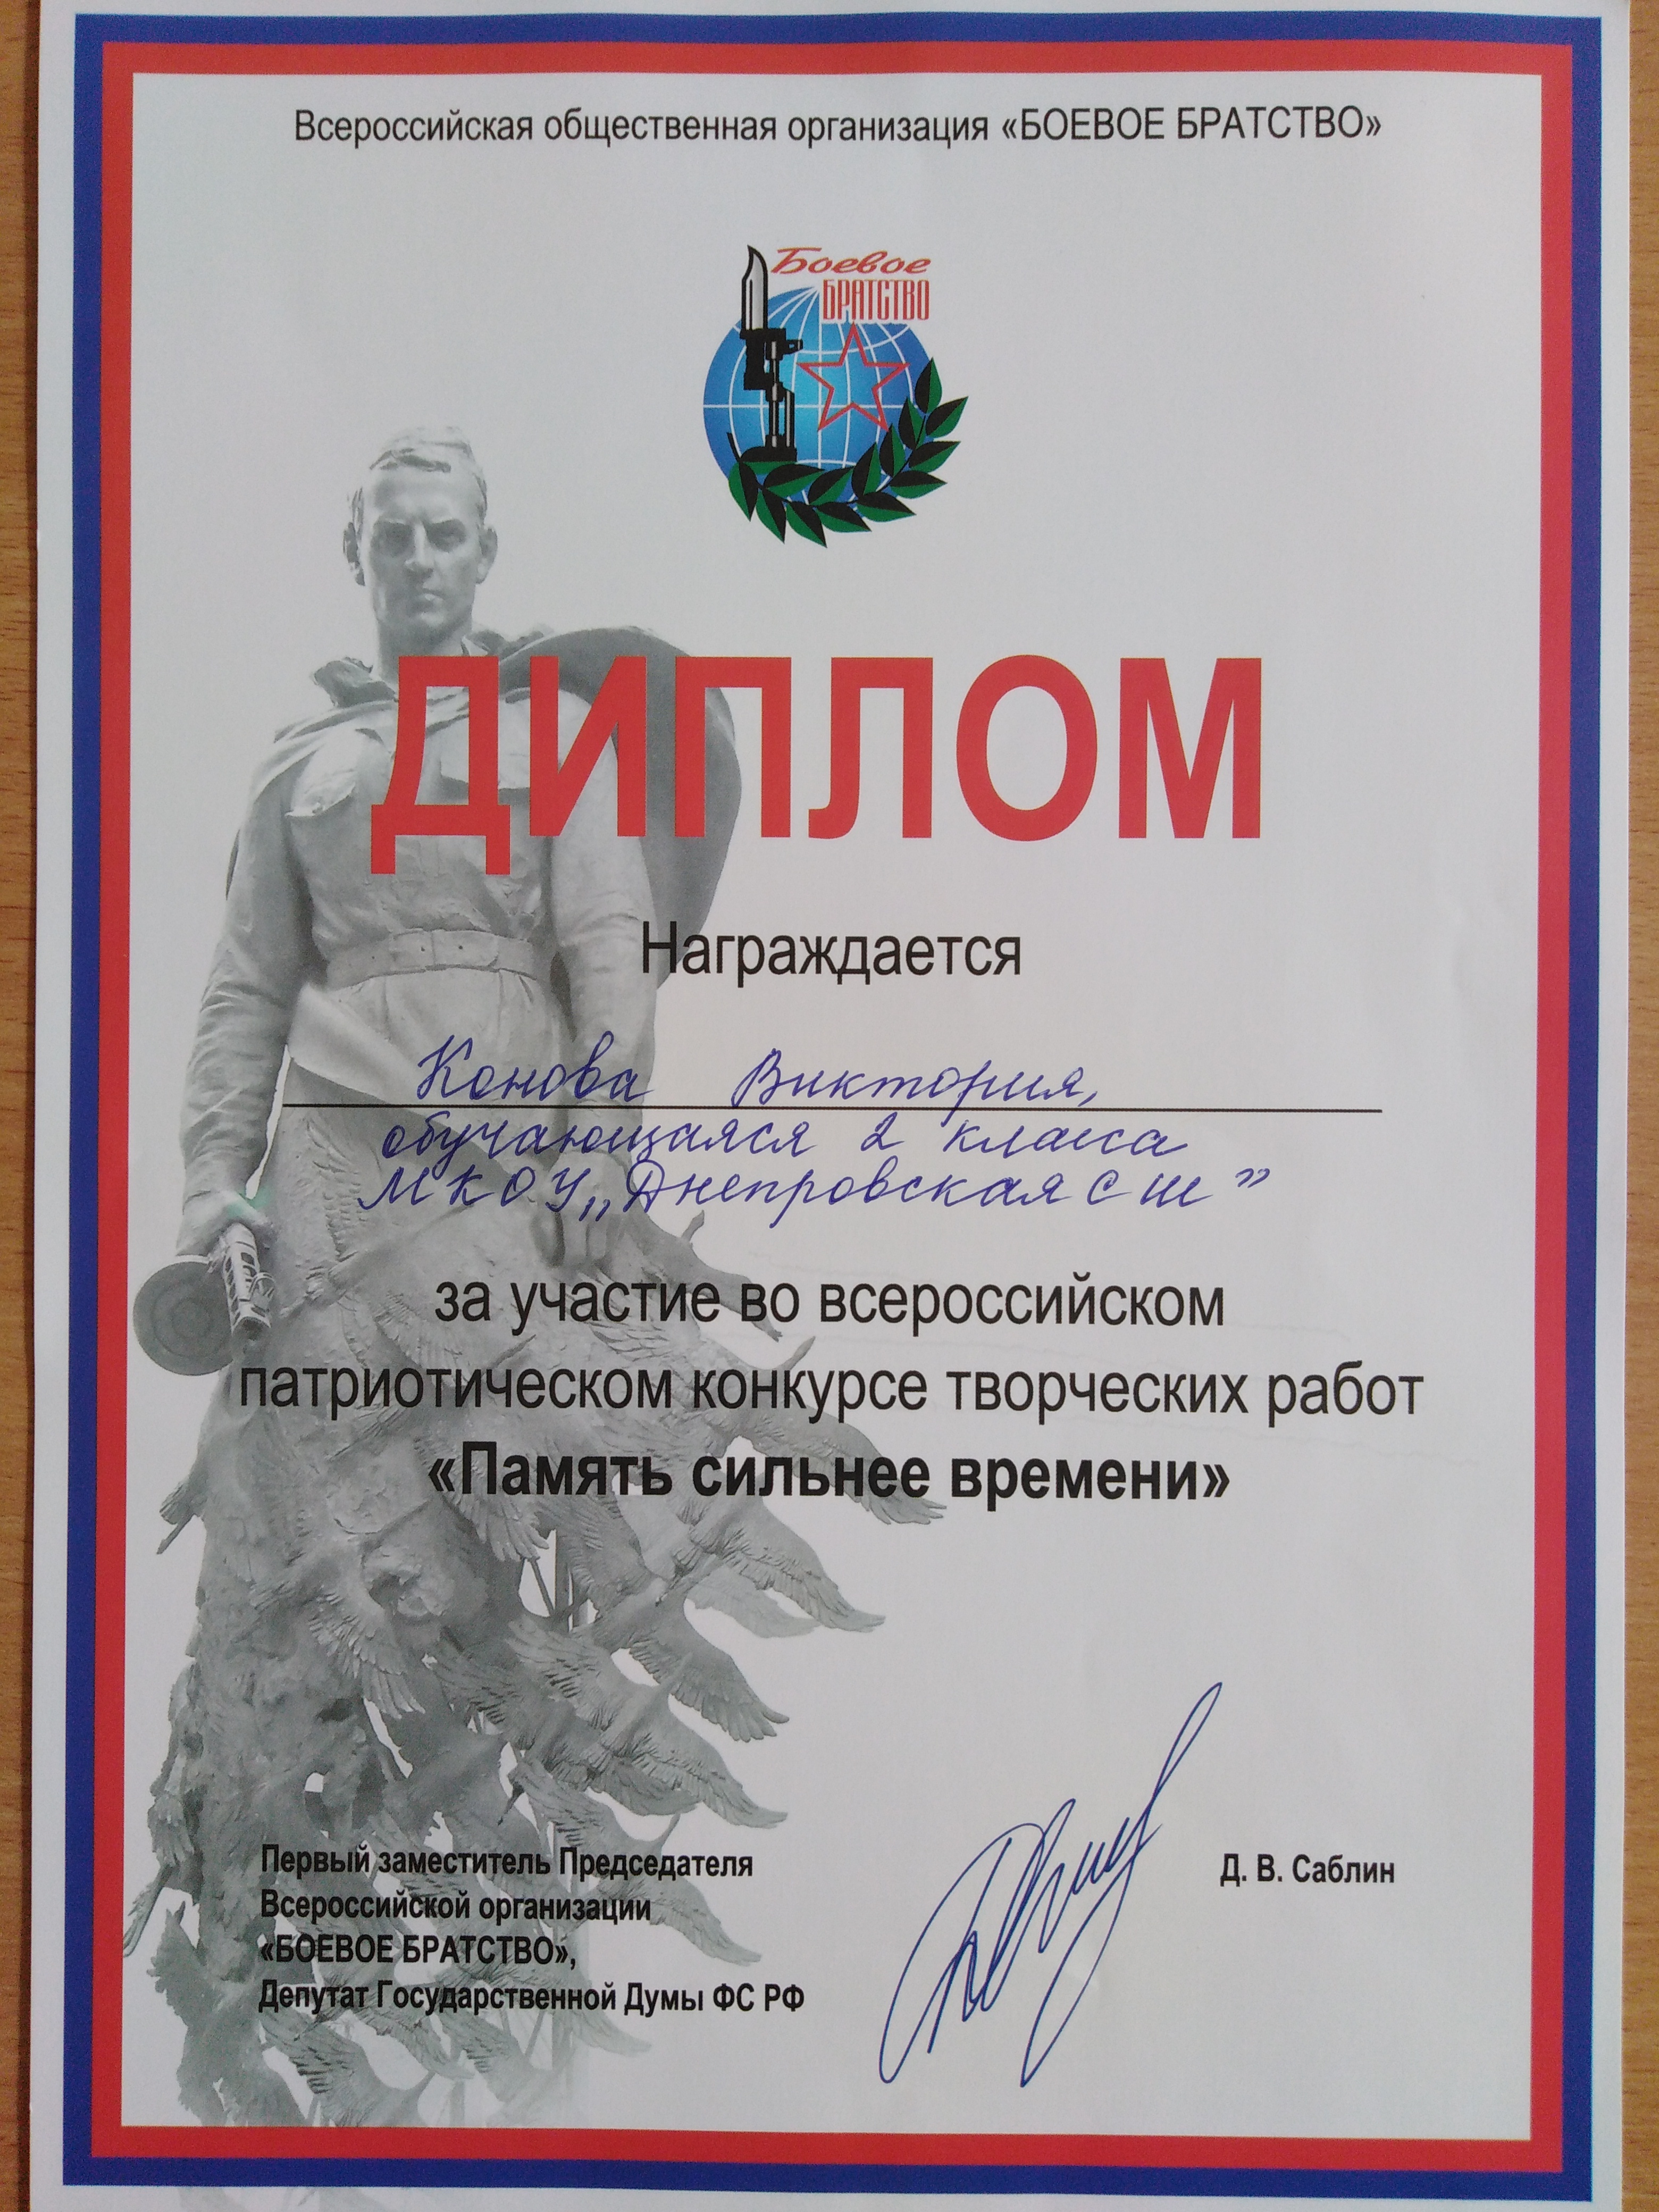 Всероссийская общественная организация «БОЕВОЕ БРАТСТВО»
Боевое
БРАТСТВО
ДИПЛОМ
Награждается
Конова Виктория,
обучающаяся 2 класса
МКОУ „Днепровская СШ"
за участие во всероссийском
патриотическом конкурсе творческих работ
«Память сильнее времени»
Первый заместитель Председателя
Всероссийской организации
«БОЕВОЕ БРАТСТВО»,
Депутат Государственной Думы ФС РФ
Д. В. Саблин